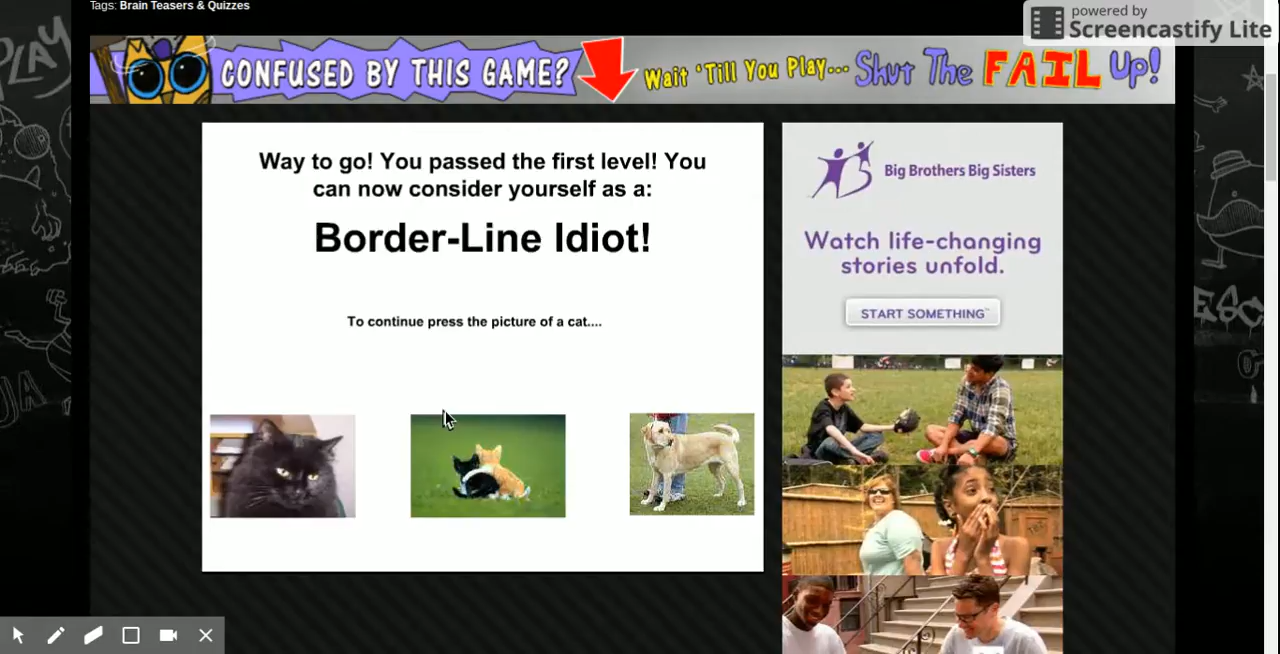 Tags: Brain Teasers & Quizzes
powered by
Screencastify Lite
CONFUSED BY THIS GAME?
Wait 'Till You Play... Shut The FAIL Up!
Way to go! You passed the first level! You
can now consider yourself as a:
Border-Line Idiot!
To continue press the picture of a cat....
Big Brothers Big Sisters
Watch life-changing
stories unfold.
START SOMETHING™
PLAY